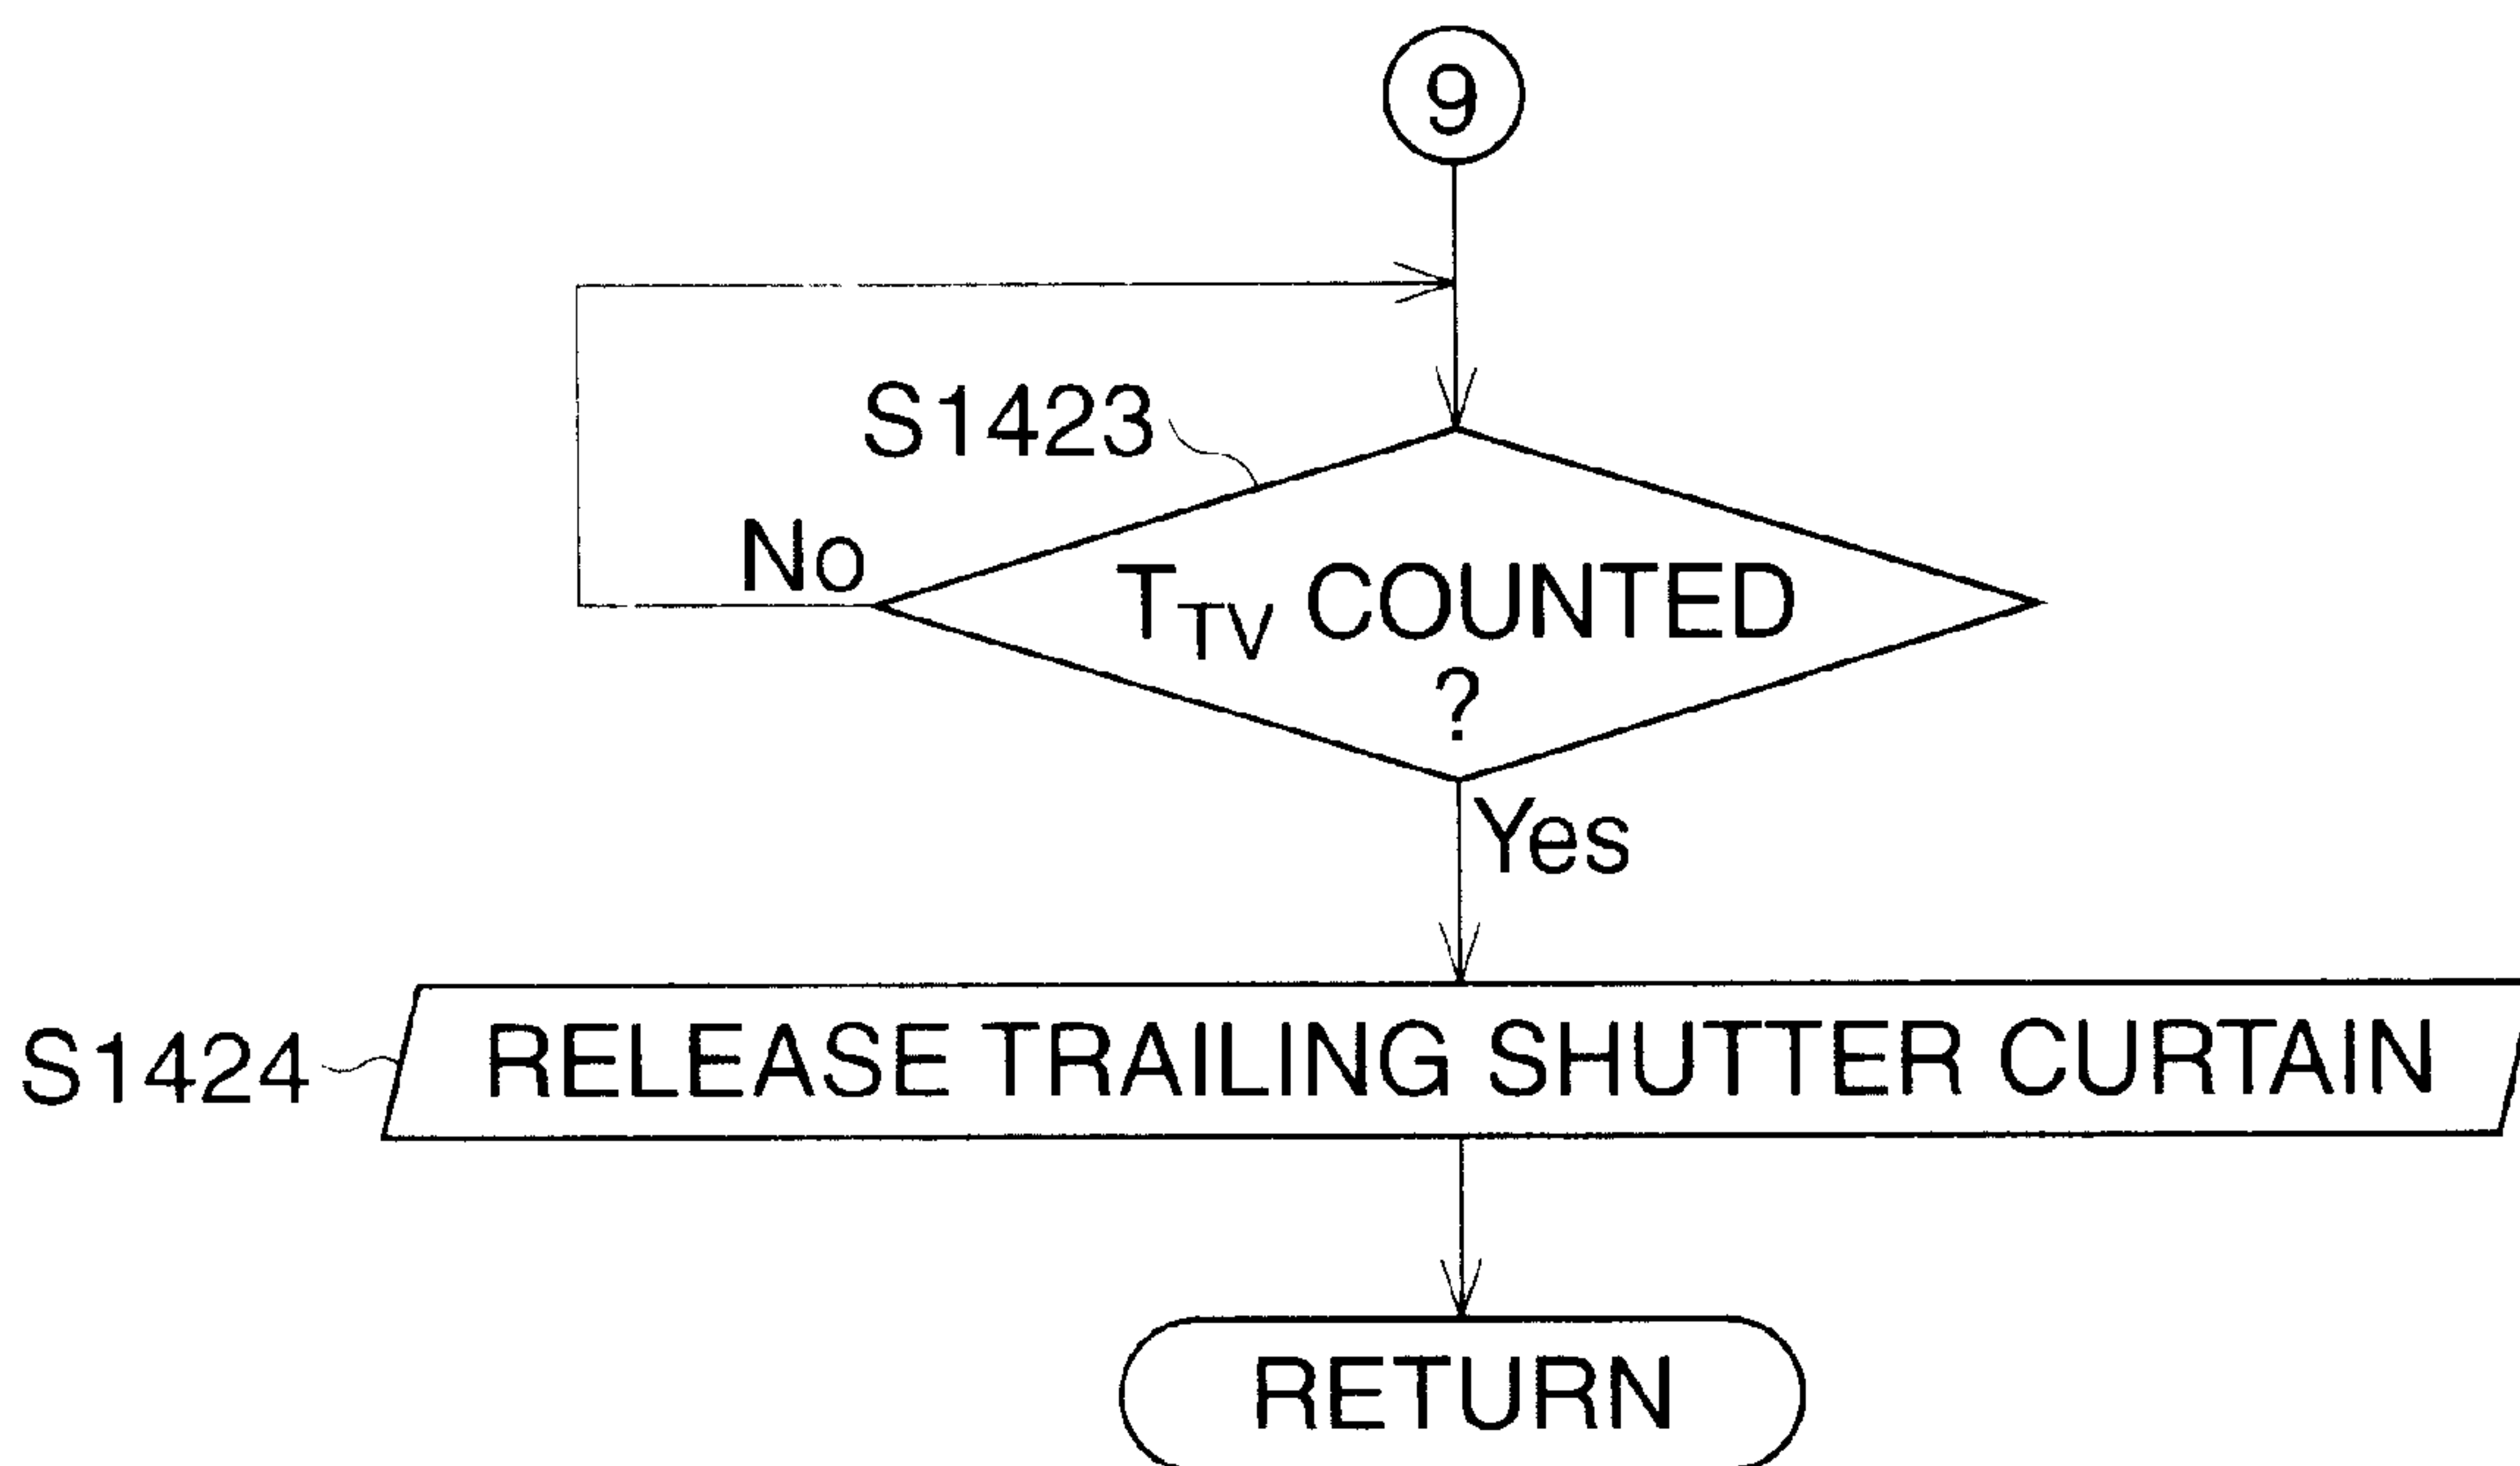 9
S1423
No
TTV COUNTED
?
Yes
S1424
RELEASE TRAILING SHUTTER CURTAIN
RETURN